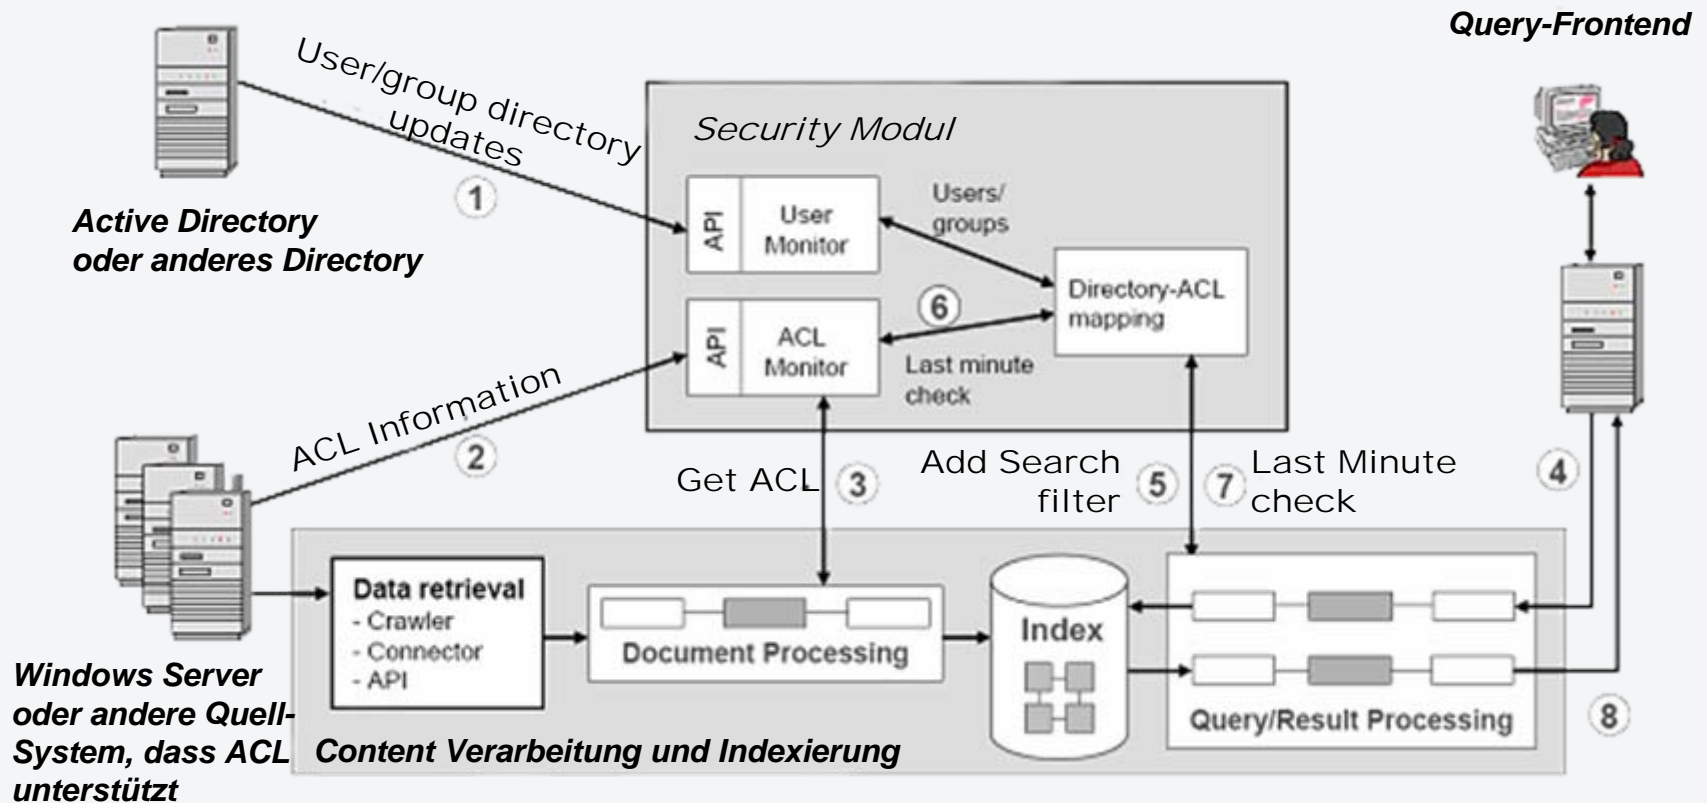 Query-Frontend
User/group directory
updates
1
Active Directory
oder anderes Directory
Security Modul
API
User
Monitor
Users/
groups
Directory-ACL
mapping
6
API
ACL
Monitor
Last minute
check
ACL Information
2
Get ACL
3
Add Search
filter
5
7
Last Minute
check
4
Data retrieval
- Crawler
- Connector
- API
Document Processing
Index
Query/Result Processing
8
Windows Server
oder andere Quell-
System, dass ACL
unterstützt
Content Verarbeitung und Indexierung